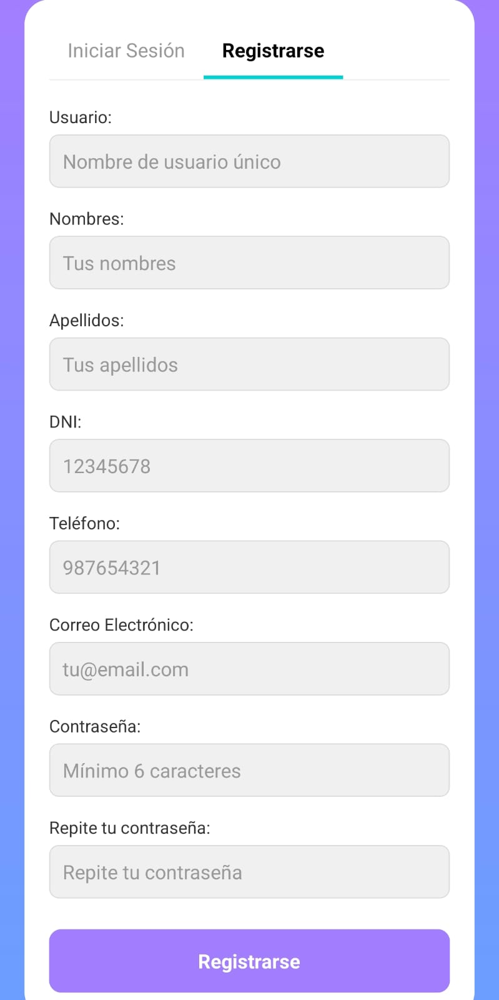 Iniciar Sesión Registrarse
Usuario:
Nombre de usuario único
Nombres:
Tus nombres
Apellidos:
Tus apellidos
DNI:
12345678
Teléfono:
987654321
Correo Electrónico:
tu@email.com
Contraseña:
Mínimo 6 caracteres
Repite tu contraseña:
Repite tu contraseña
Registrarse